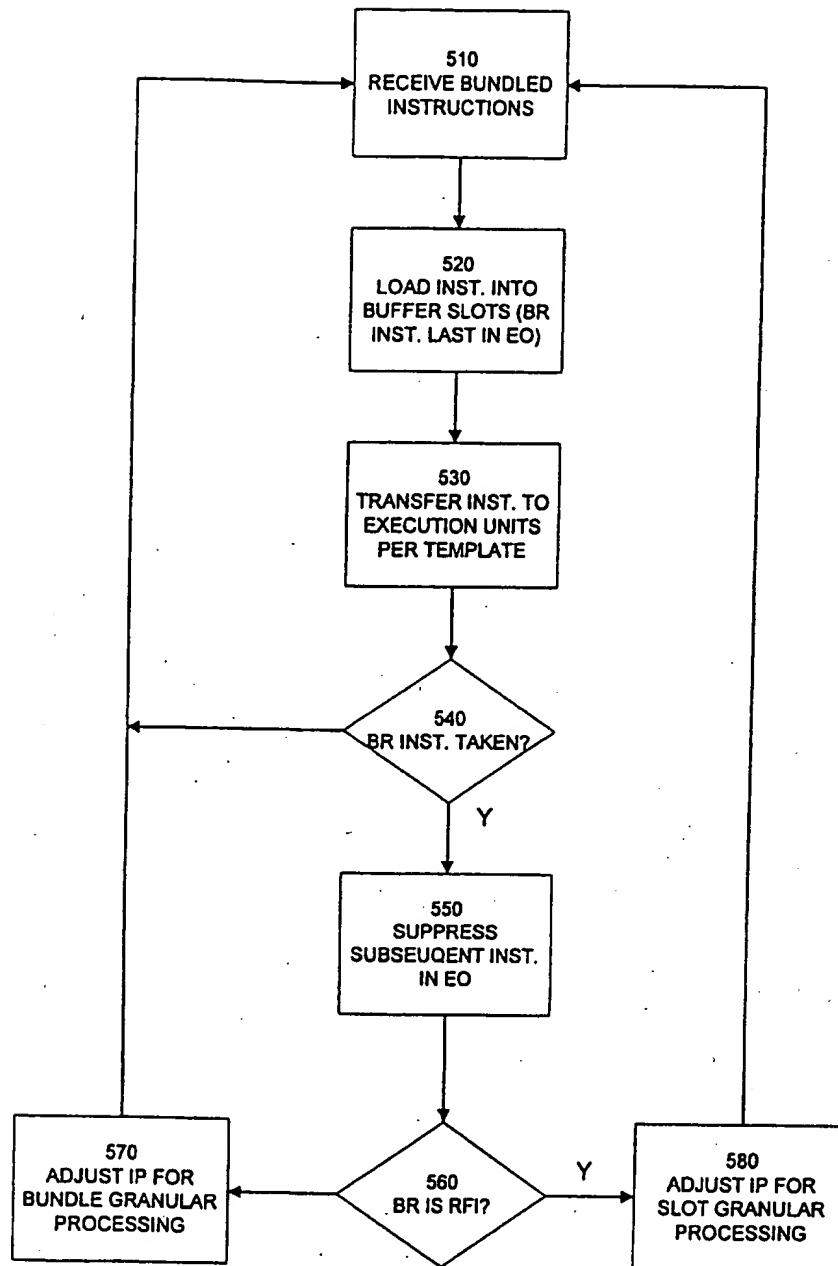 510
RECEIVE BUNDLED
INSTRUCTIONS
520
LOAD INST. INTO
BUFFER SLOTS (BR
INST. LAST IN EO)
530
TRANSFER INST. TO
EXECUTION UNITS
PER TEMPLATE
540
BR INST. TAKEN?
Y
550
SUPPRESS
SUBSEUQENT INST.
IN EO
570
ADJUST IP FOR
BUNDLE GRANULAR
PROCESSING
560
BR IS RFI?
Y
580
ADJUST IP FOR
SLOT GRANULAR
PROCESSING